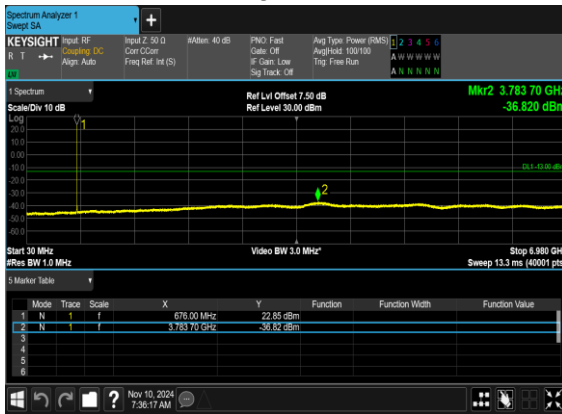 Spectrum Analyzer 1
Swept SA
KEYSIGHT Input: RF Input Z: 50 Ω #Atten: 40 dB PNO: Fast Avg Type: Power (RMS) 1 2 3 4 5 6
R T Coupling: DC Corr CCorr Gate: Off Avg|Hold: 100/100 A W W W W W
Align: Auto Freq Ref: Int (S) IF Gain: Low Trig: Free Run
Sig Track: Off A N N N N N
1 Spectrum Ref Lvl Offset 7.50 dB Mkr2 3.783 70 GHz
Scale/Div 10 dB Ref Level 30.00 dBm -36.820 dBm
Log 1
20.0
10.0
0.00
-10.0 DL1 -13.00 dBm
-20.0
-30.0 2
-40.0
-50.0
-60.0
Start 30 MHz Video BW 3.0 MHz* Stop 6.980 GHz
#Res BW 1.0 MHz Sweep 13.3 ms (40001 pts)
5 Marker Table
Mode Trace Scale X Y Function Function Width Function Value
1 N 1 f 676.00 MHz 22.85 dBm
2 N 1 f 3.783 70 GHz -36.82 dBm
3
4
5
6
? Nov 10, 2024
7:36:17 AM